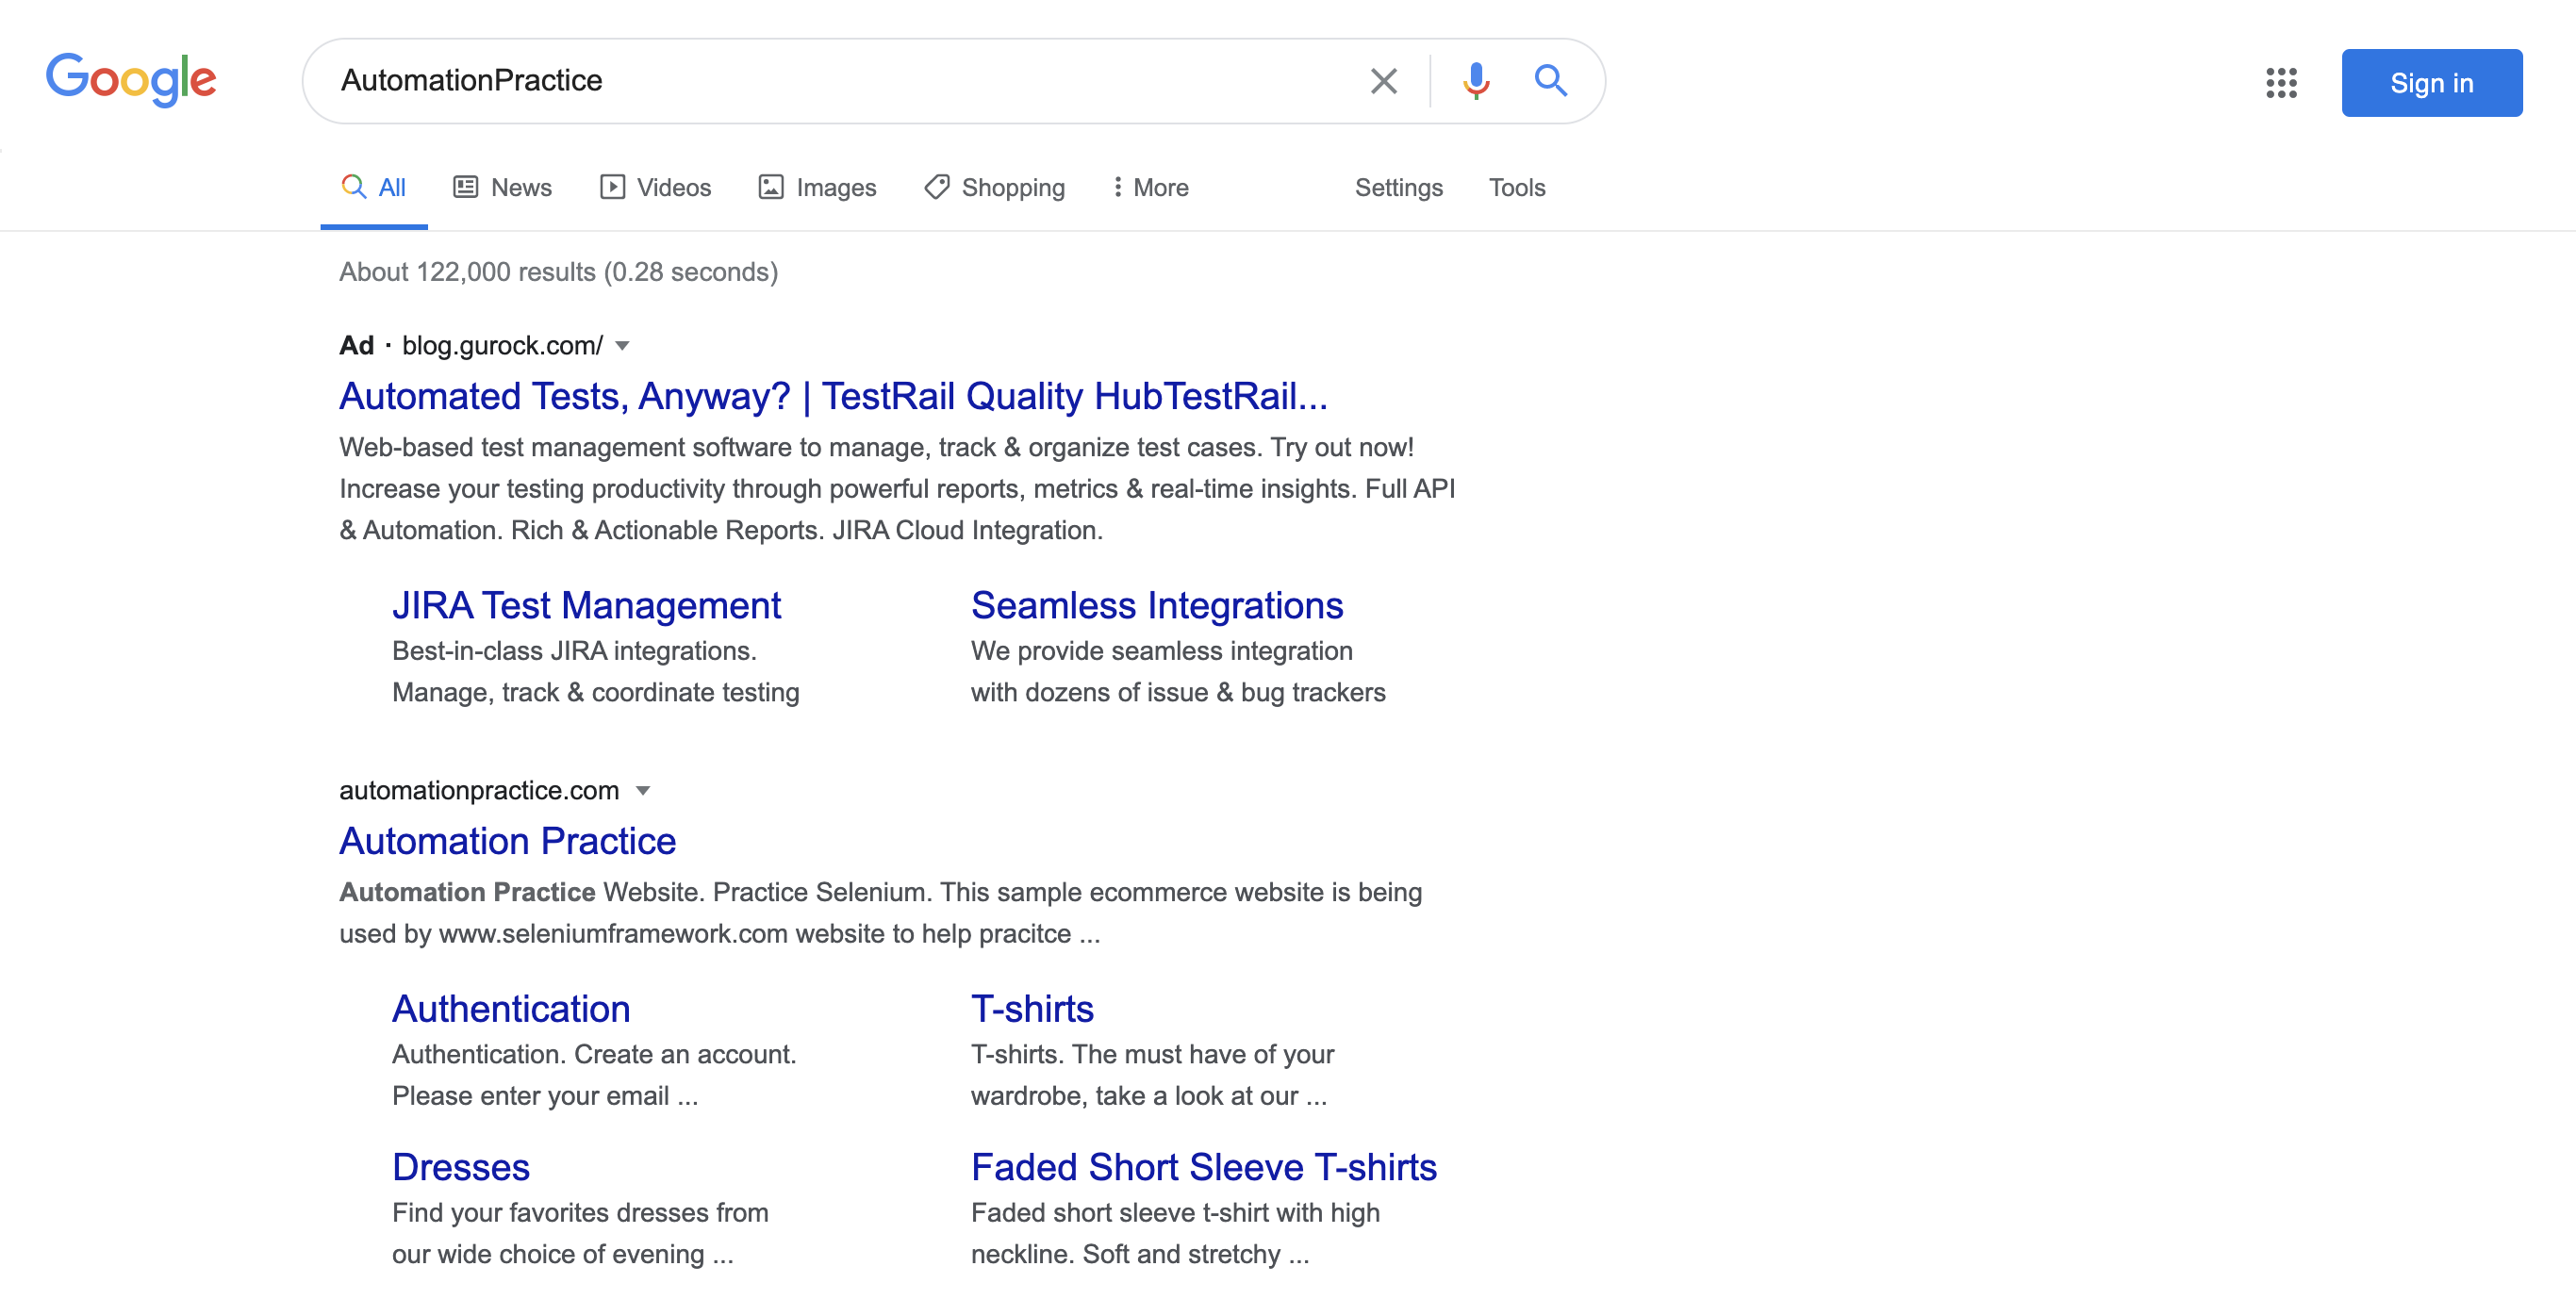 Google
AutomationPractice
Sign in
All News Videos Images Shopping More Settings Tools
About 122,000 results (0.28 seconds)
Ad · blog.gurock.com/
Automated Tests, Anyway? | TestRail Quality HubTestRail...
Web-based test management software to manage, track & organize test cases. Try out now!
Increase your testing productivity through powerful reports, metrics & real-time insights. Full API
& Automation. Rich & Actionable Reports. JIRA Cloud Integration.
JIRA Test Management
Best-in-class JIRA integrations.
Manage, track & coordinate testing
Seamless Integrations
We provide seamless integration
with dozens of issue & bug trackers
automationpractice.com
Automation Practice
Automation Practice Website. Practice Selenium. This sample ecommerce website is being
used by www.seleniumframework.com website to help pracitce ...
Authentication
Authentication. Create an account.
Please enter your email ...
T-shirts
T-shirts. The must have of your
wardrobe, take a look at our ...
Dresses
Find your favorites dresses from
our wide choice of evening ...
Faded Short Sleeve T-shirts
Faded short sleeve t-shirt with high
neckline. Soft and stretchy ...